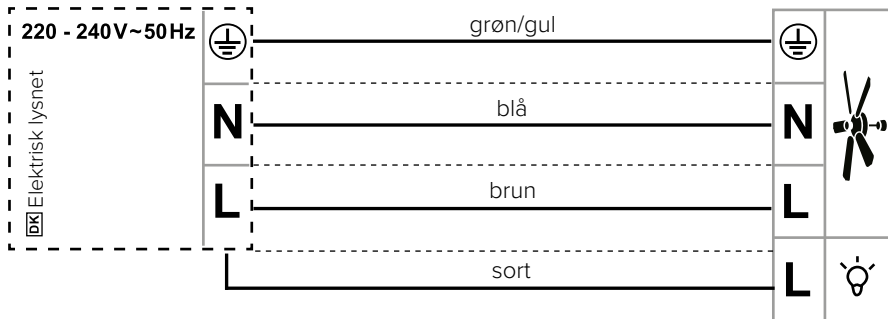 220 - 240V~50Hz
DK Elektrisk lysnet
grøn/gul
N
blå
N
L
brun
L
sort
L